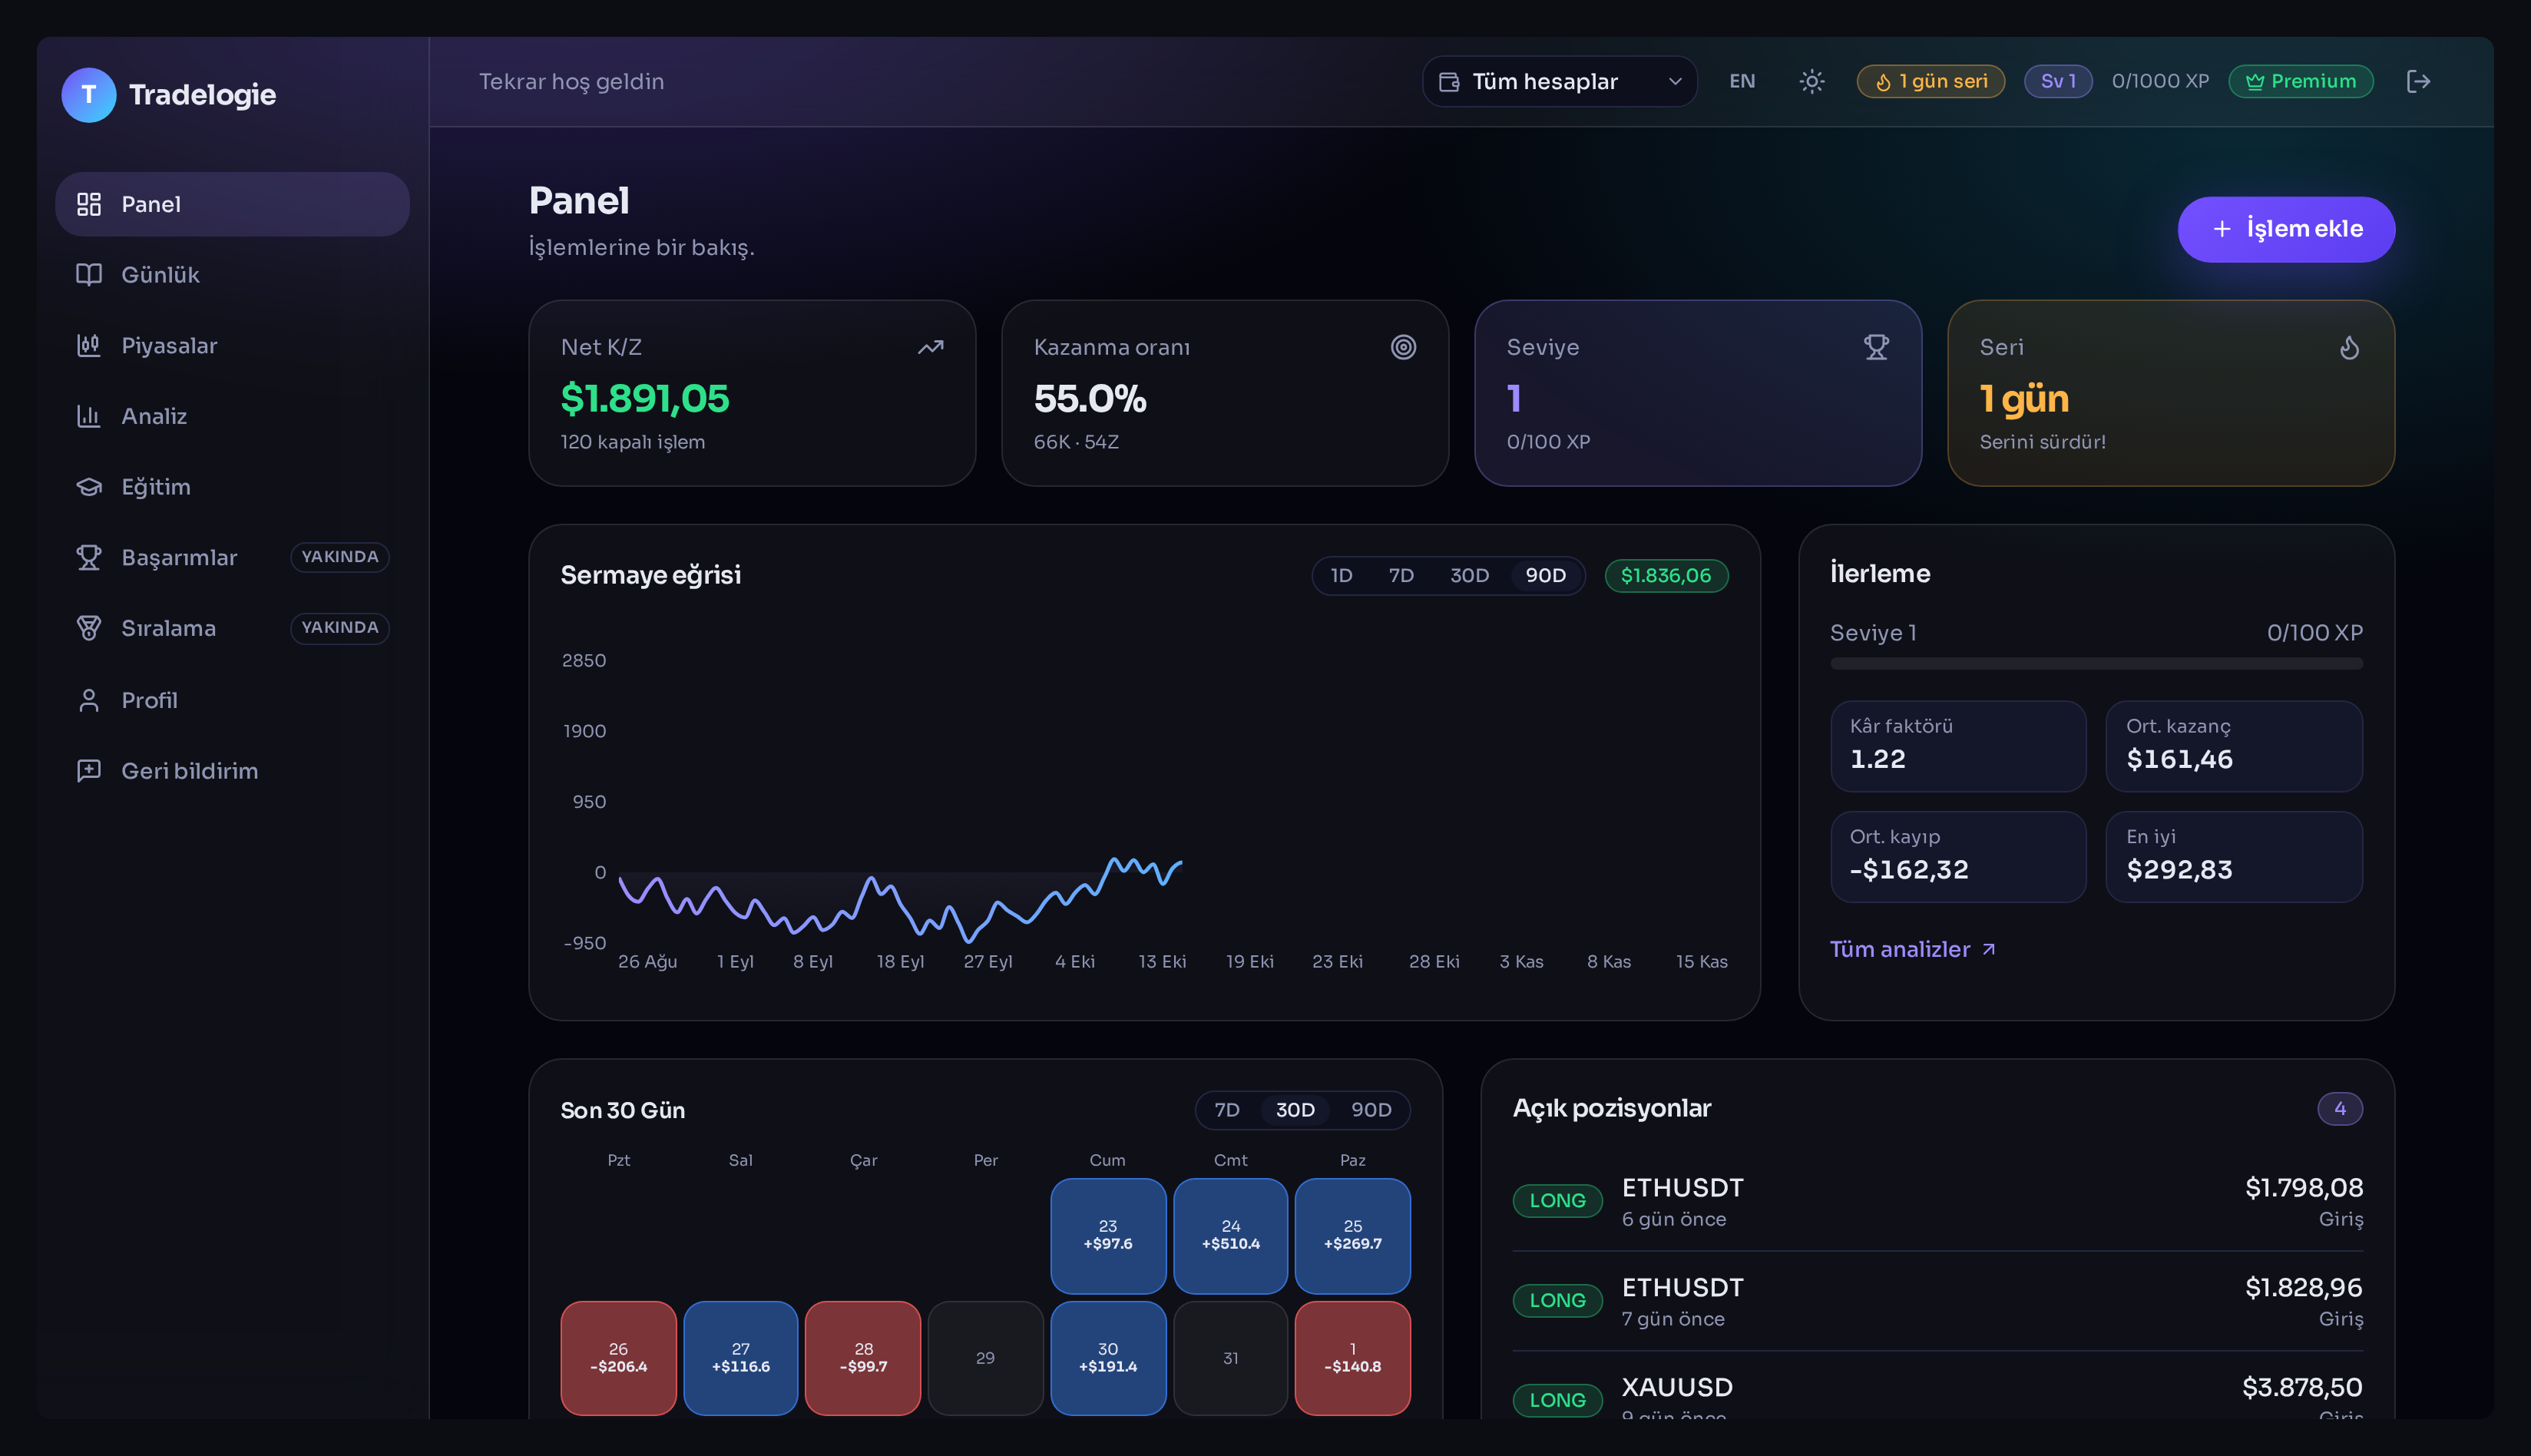 T Tradelogie
Tekrar hoş geldin
Tüm hesaplar
EN
1 gün seri
Sv 1
0/1000 XP
Premium
Panel
Günlük
Piyasalar
Analiz
Eğitim
Başarımlar YAKINDA
Sıralama YAKINDA
Profil
Geri bildirim
Panel
İşlemlerine bir bakış.
İşlem ekle
Net K/Z
$1.891,05
120 kapalı işlem
Kazanma oranı
55.0%
66K · 54Z
Seviye
1
0/100 XP
Seri
1 gün
Serini sürdür!
Sermaye eğrisi
1D 7D 30D 90D
$1.836,06
2850
1900
950
0
-950
26 Ağu 1 Eyl 8 Eyl 18 Eyl 27 Eyl 4 Eki 13 Eki 19 Eki 23 Eki 28 Eki 3 Kas 8 Kas 15 Kas
İlerleme
Seviye 1 0/100 XP
Kâr faktörü
1.22
Ort. kazanç
$161,46
Ort. kayıp
-$162,32
En iyi
$292,83
Tüm analizler
Son 30 Gün
7D 30D 90D
Pzt Sal Çar Per Cum Cmt Paz
23 24 25
+$97.6 +$510.4 +$269.7
26 27 28 29 30 31 1
-$206.4 +$116.6 -$99.7 +$191.4 -$140.8
Açık pozisyonlar 4
LONG ETHUSDT $1.798,08
6 gün önce Giriş
LONG ETHUSDT $1.828,96
7 gün önce Giriş
LONG XAUUSD $3.878,50
9 gün önce Giriş